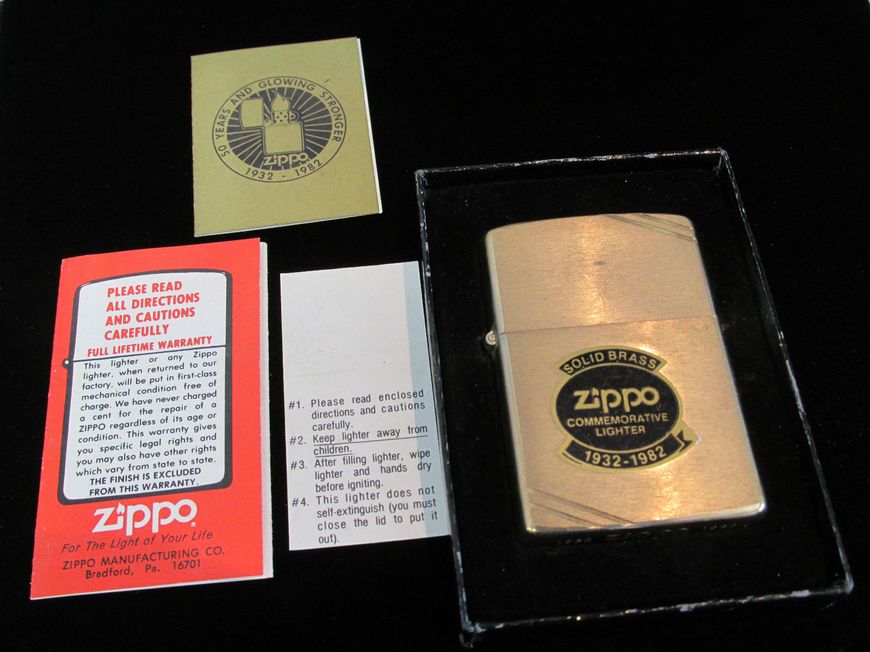 50 YEARS AND GLOWING STRONGER
zippo
1932 - 1982
PLEASE READ
ALL DIRECTIONS
AND CAUTIONS
CAREFULLY
FULL LIFETIME WARRANTY
This lighter or any Zippo
lighter, when returned to our
factory, will be put in first-class
mechanical condition free of
charge. We have never charged
a cent for the repair of a
ZIPPO regardless of its age or
condition. This warranty gives
you specific legal rights and
you may also have other rights
which vary from state to state.
THE FINISH IS EXCLUDED
FROM THIS WARRANTY.
zippo
For The Light of Your Life
ZIPPO MANUFACTURING CO.
Bradford, Pa. 16701
#1. Please read enclosed
directions and cautions
carefully.
#2. Keep lighter away from
children.
#3. After filling lighter, wipe
lighter and hands dry
before igniting.
#4. This lighter does not
self-extinguish (you must
close the lid to put it
out).
SOLID BRASS
zippo
COMMEMORATIVE
LIGHTER
1932-1982